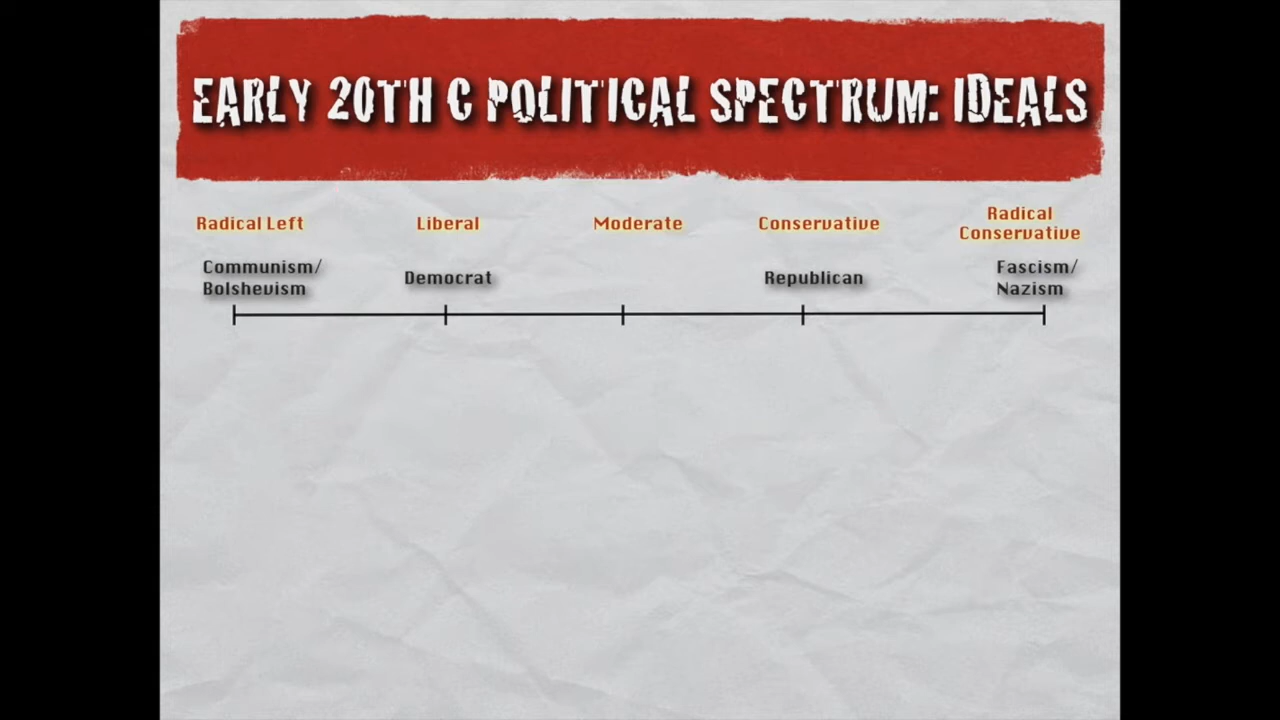 EARLY 20TH C POLITICAL SPECTRUM: IDEALS
Radical Left
Liberal
Moderate
Conservative
Radical
Conservative
Communism/
Bolshevism
Democrat
Republican
Fascism/
Nazism